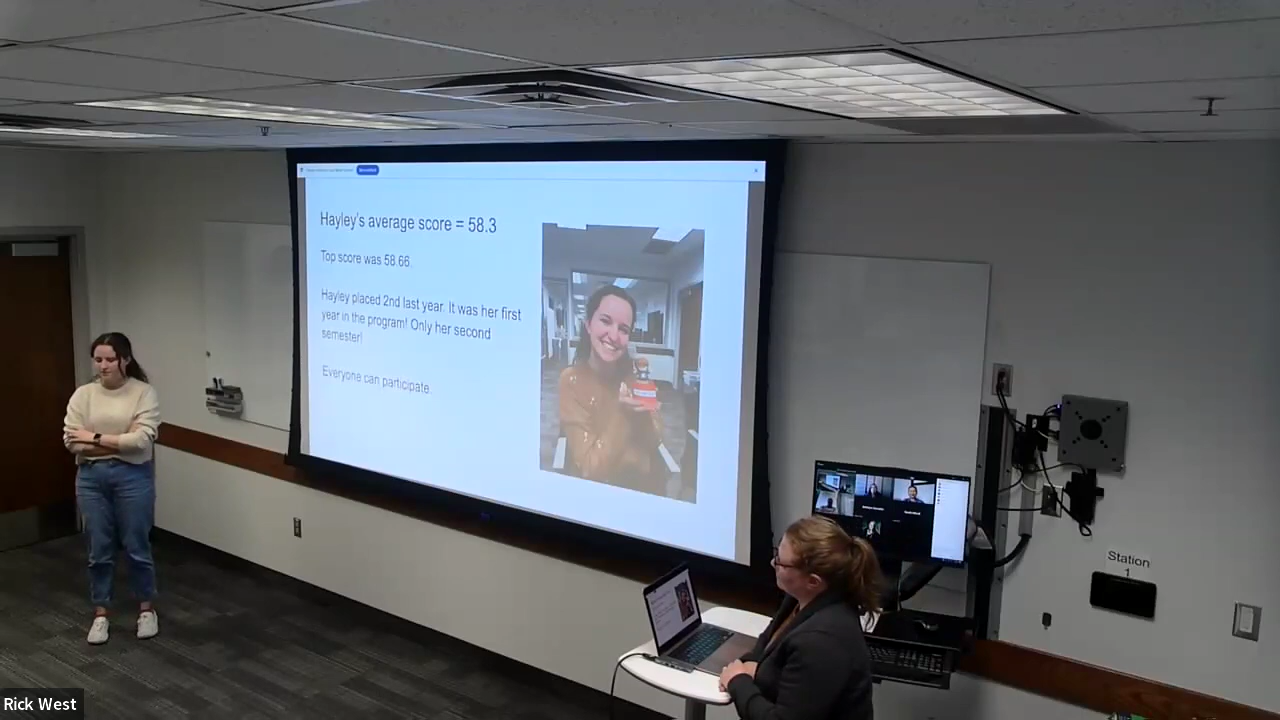 Hayley's average score = 58.3
Top score was 58.66.
Hayley placed 2nd last year. It was her first
year in the program! Only her second
semester!
Everyone can participate.
Station
1
Rick West